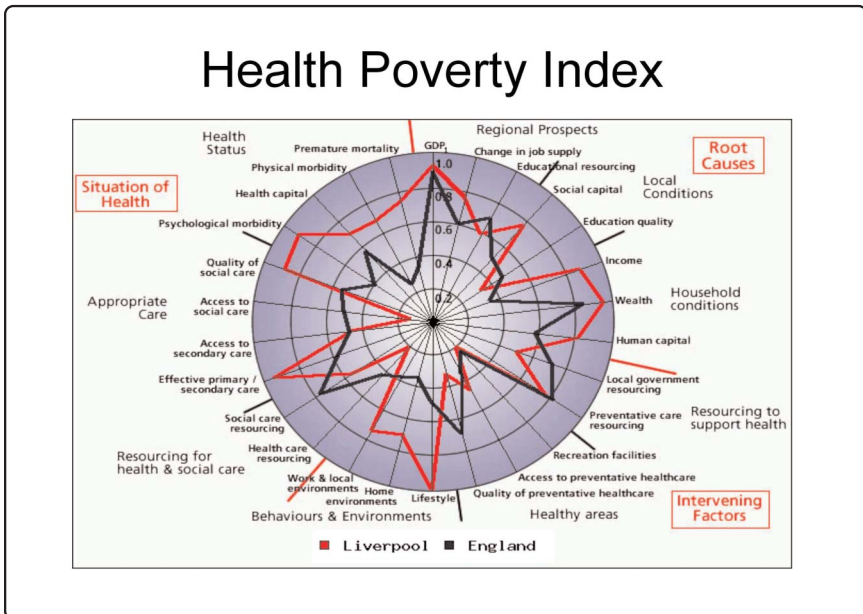 Health Poverty Index
Health
Status
Regional Prospects
Root
Causes
Premature mortality
GDP
Change in job supply
Physical morbidity
Educational resourcing
Situation of
Health
Health capital
Social capital
Local
Conditions
Psychological morbidity
Education quality
Quality of
social care
Income
Appropriate
Care
Access to
social care
Wealth
Household
conditions
Access to
secondary care
Human capital
Effective primary /
secondary care
Local government
resourcing
Social care
resourcing
Preventative care
resourcing
Resourcing to
support health
Resourcing for
health & social care
Health care
resourcing
Recreation facilities
Work & local
environments
Home
environments
Lifestyle
Access to preventative healthcare
Quality of preventative healthcare
Behaviours & Environments
Healthy areas
Intervening
Factors
1.0
0.8
0.6
0.4
0.2
Liverpool
England